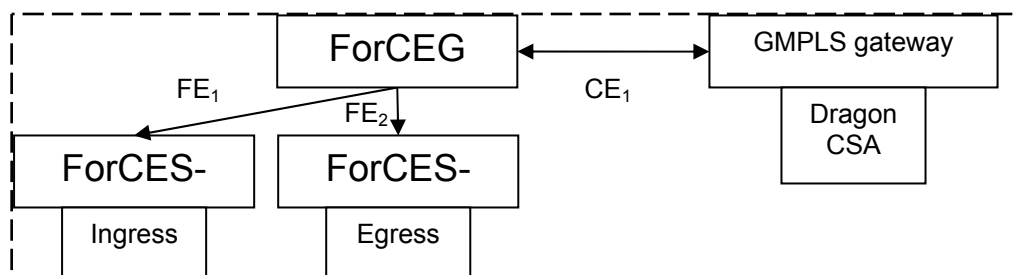 ForCEG
GMPLS gateway
FE1
CE1
FE2
Dragon
CSA
ForCES-
ForCES-
Ingress
Egress